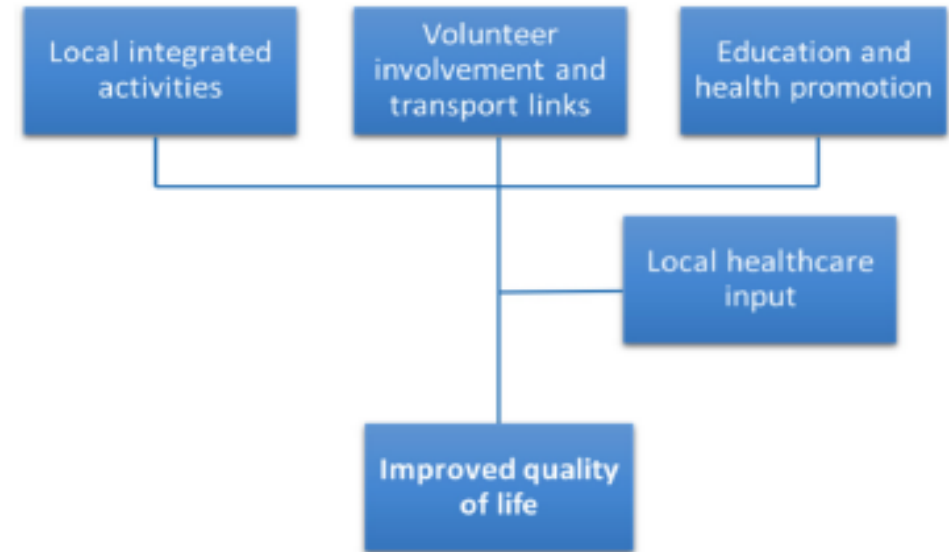 Local integrated
activities
Volunteer
involvement and
transport links
Education and
health promotion
Local healthcare
input
Improved quality
of life